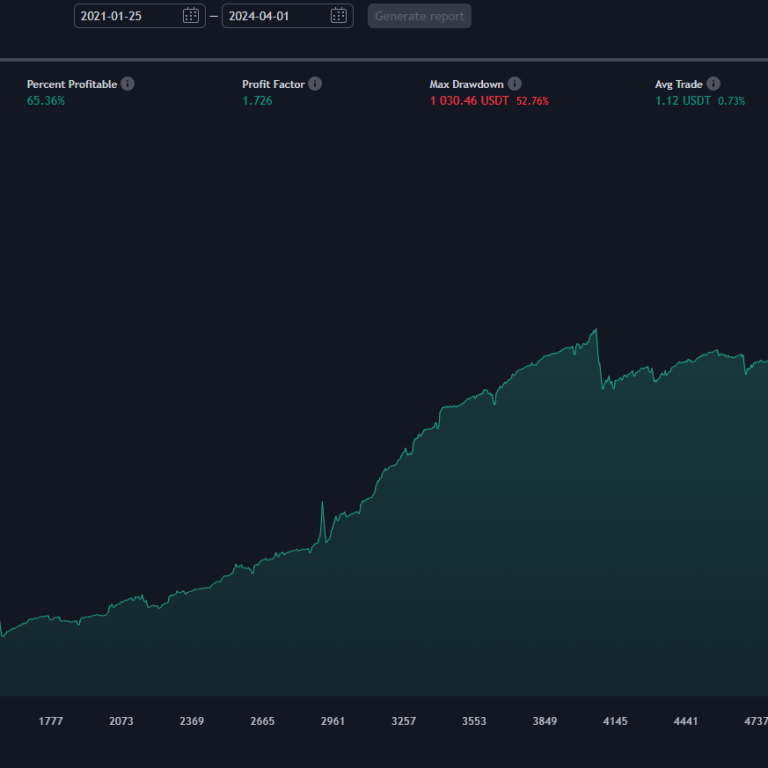 2021-01-25 — 2024-04-01 Generate report
Percent Profitable Profit Factor Max Drawdown Avg Trade
65.36% 1.726 1 030.46 USDT 52.76% 1.12 USDT 0.73%
1777 2073 2369 2665 2961 3257 3553 3849 4145 4441 4737